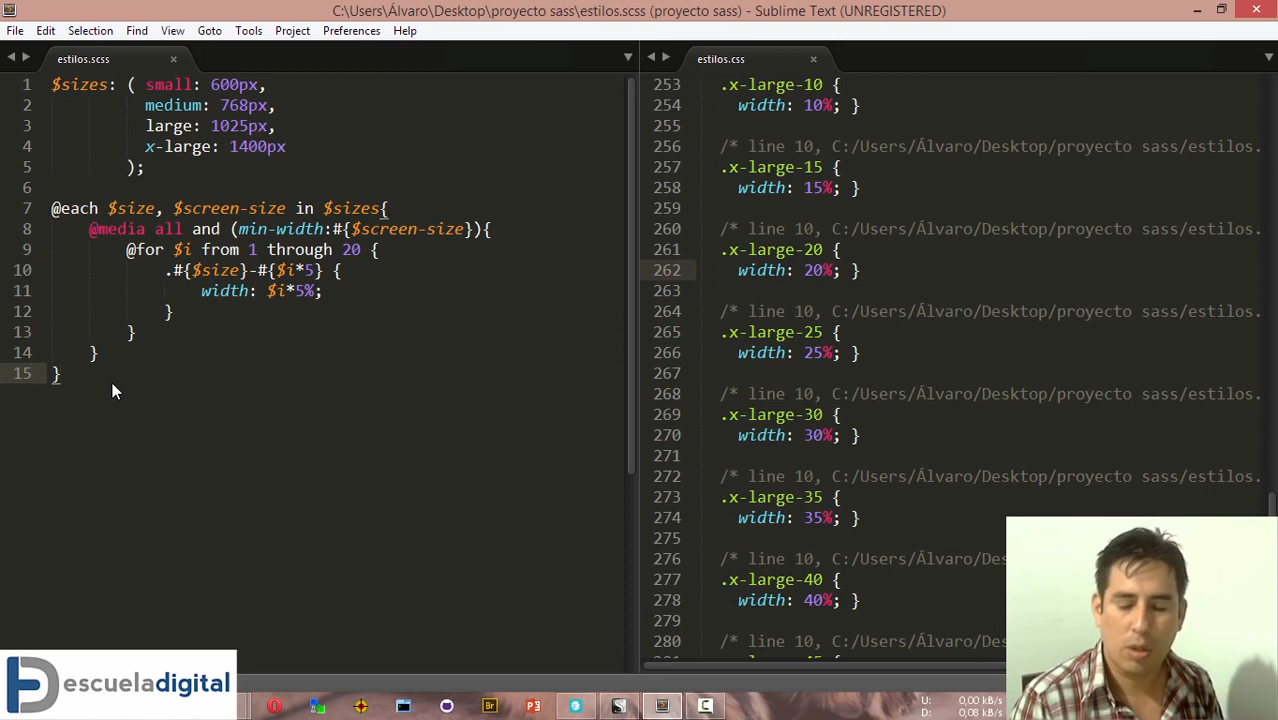 C:\Users\Álvaro\Desktop\proyecto sass\estilos.scss (proyecto sass) - Sublime Text (UNREGISTERED)
File Edit Selection Find View Goto Tools Project Preferences Help
estilos.scss
1 $sizes: ( small: 600px,
2 medium: 768px,
3 large: 1025px,
4 x-large: 1400px
5 );
6
7 @each $size, $screen-size in $sizes{
8 @media all and (min-width:#{$screen-size}){
9 @for $i from 1 through 20 {
10 .#{$size}-#{$i*5} {
11 width: $i*5%;
12 }
13 }
14 }
15 }
estilos.css
253 .x-large-10 {
254 width: 10%; }
255
256 /* line 10, C:/Users/Álvaro/Desktop/proyecto sass/estilos.
257 .x-large-15 {
258 width: 15%; }
259
260 /* line 10, C:/Users/Álvaro/Desktop/proyecto sass/estilos.
261 .x-large-20 {
262 width: 20%; }
263
264 /* line 10, C:/Users/Álvaro/Desktop/proyecto sass/estilos.
265 .x-large-25 {
266 width: 25%; }
267
268 /* line 10, C:/Users/Álvaro/Desktop/proyecto sass/estilos.
269 .x-large-30 {
270 width: 30%; }
271
272 /* line 10, C:/Users/Álvaro/Desktop/proyecto sass/estilos.
273 .x-large-35 {
274 width: 35%; }
275
276 /* line 10, C:/Users/Álvaro/De
277 .x-large-40 {
278 width: 40%; }
279
280 /* line 10, C:/Users/Álvaro/De
escueladigital
Br
U: 0,00 kB/s
D: 0,08 kB/s